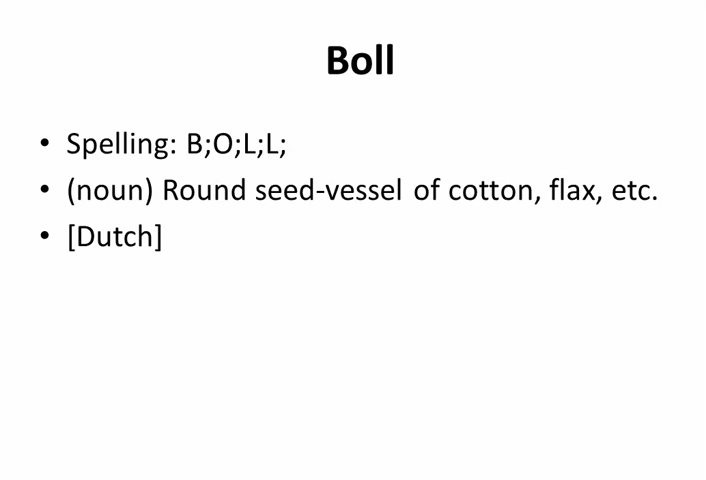 Boll
• Spelling: B;O;L;L;
• (noun) Round seed-vessel of cotton, flax, etc.
• [Dutch]